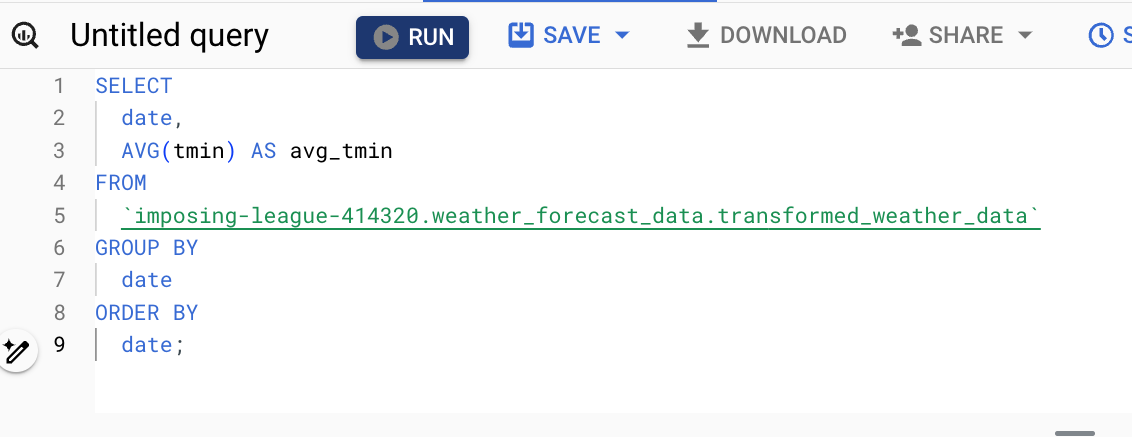 Untitled query RUN SAVE DOWNLOAD SHARE
1 SELECT
2 date,
3 AVG(tmin) AS avg_tmin
4 FROM
5 `imposing-league-414320.weather_forecast_data.transformed_weather_data`
6 GROUP BY
7 date
8 ORDER BY
9 date;